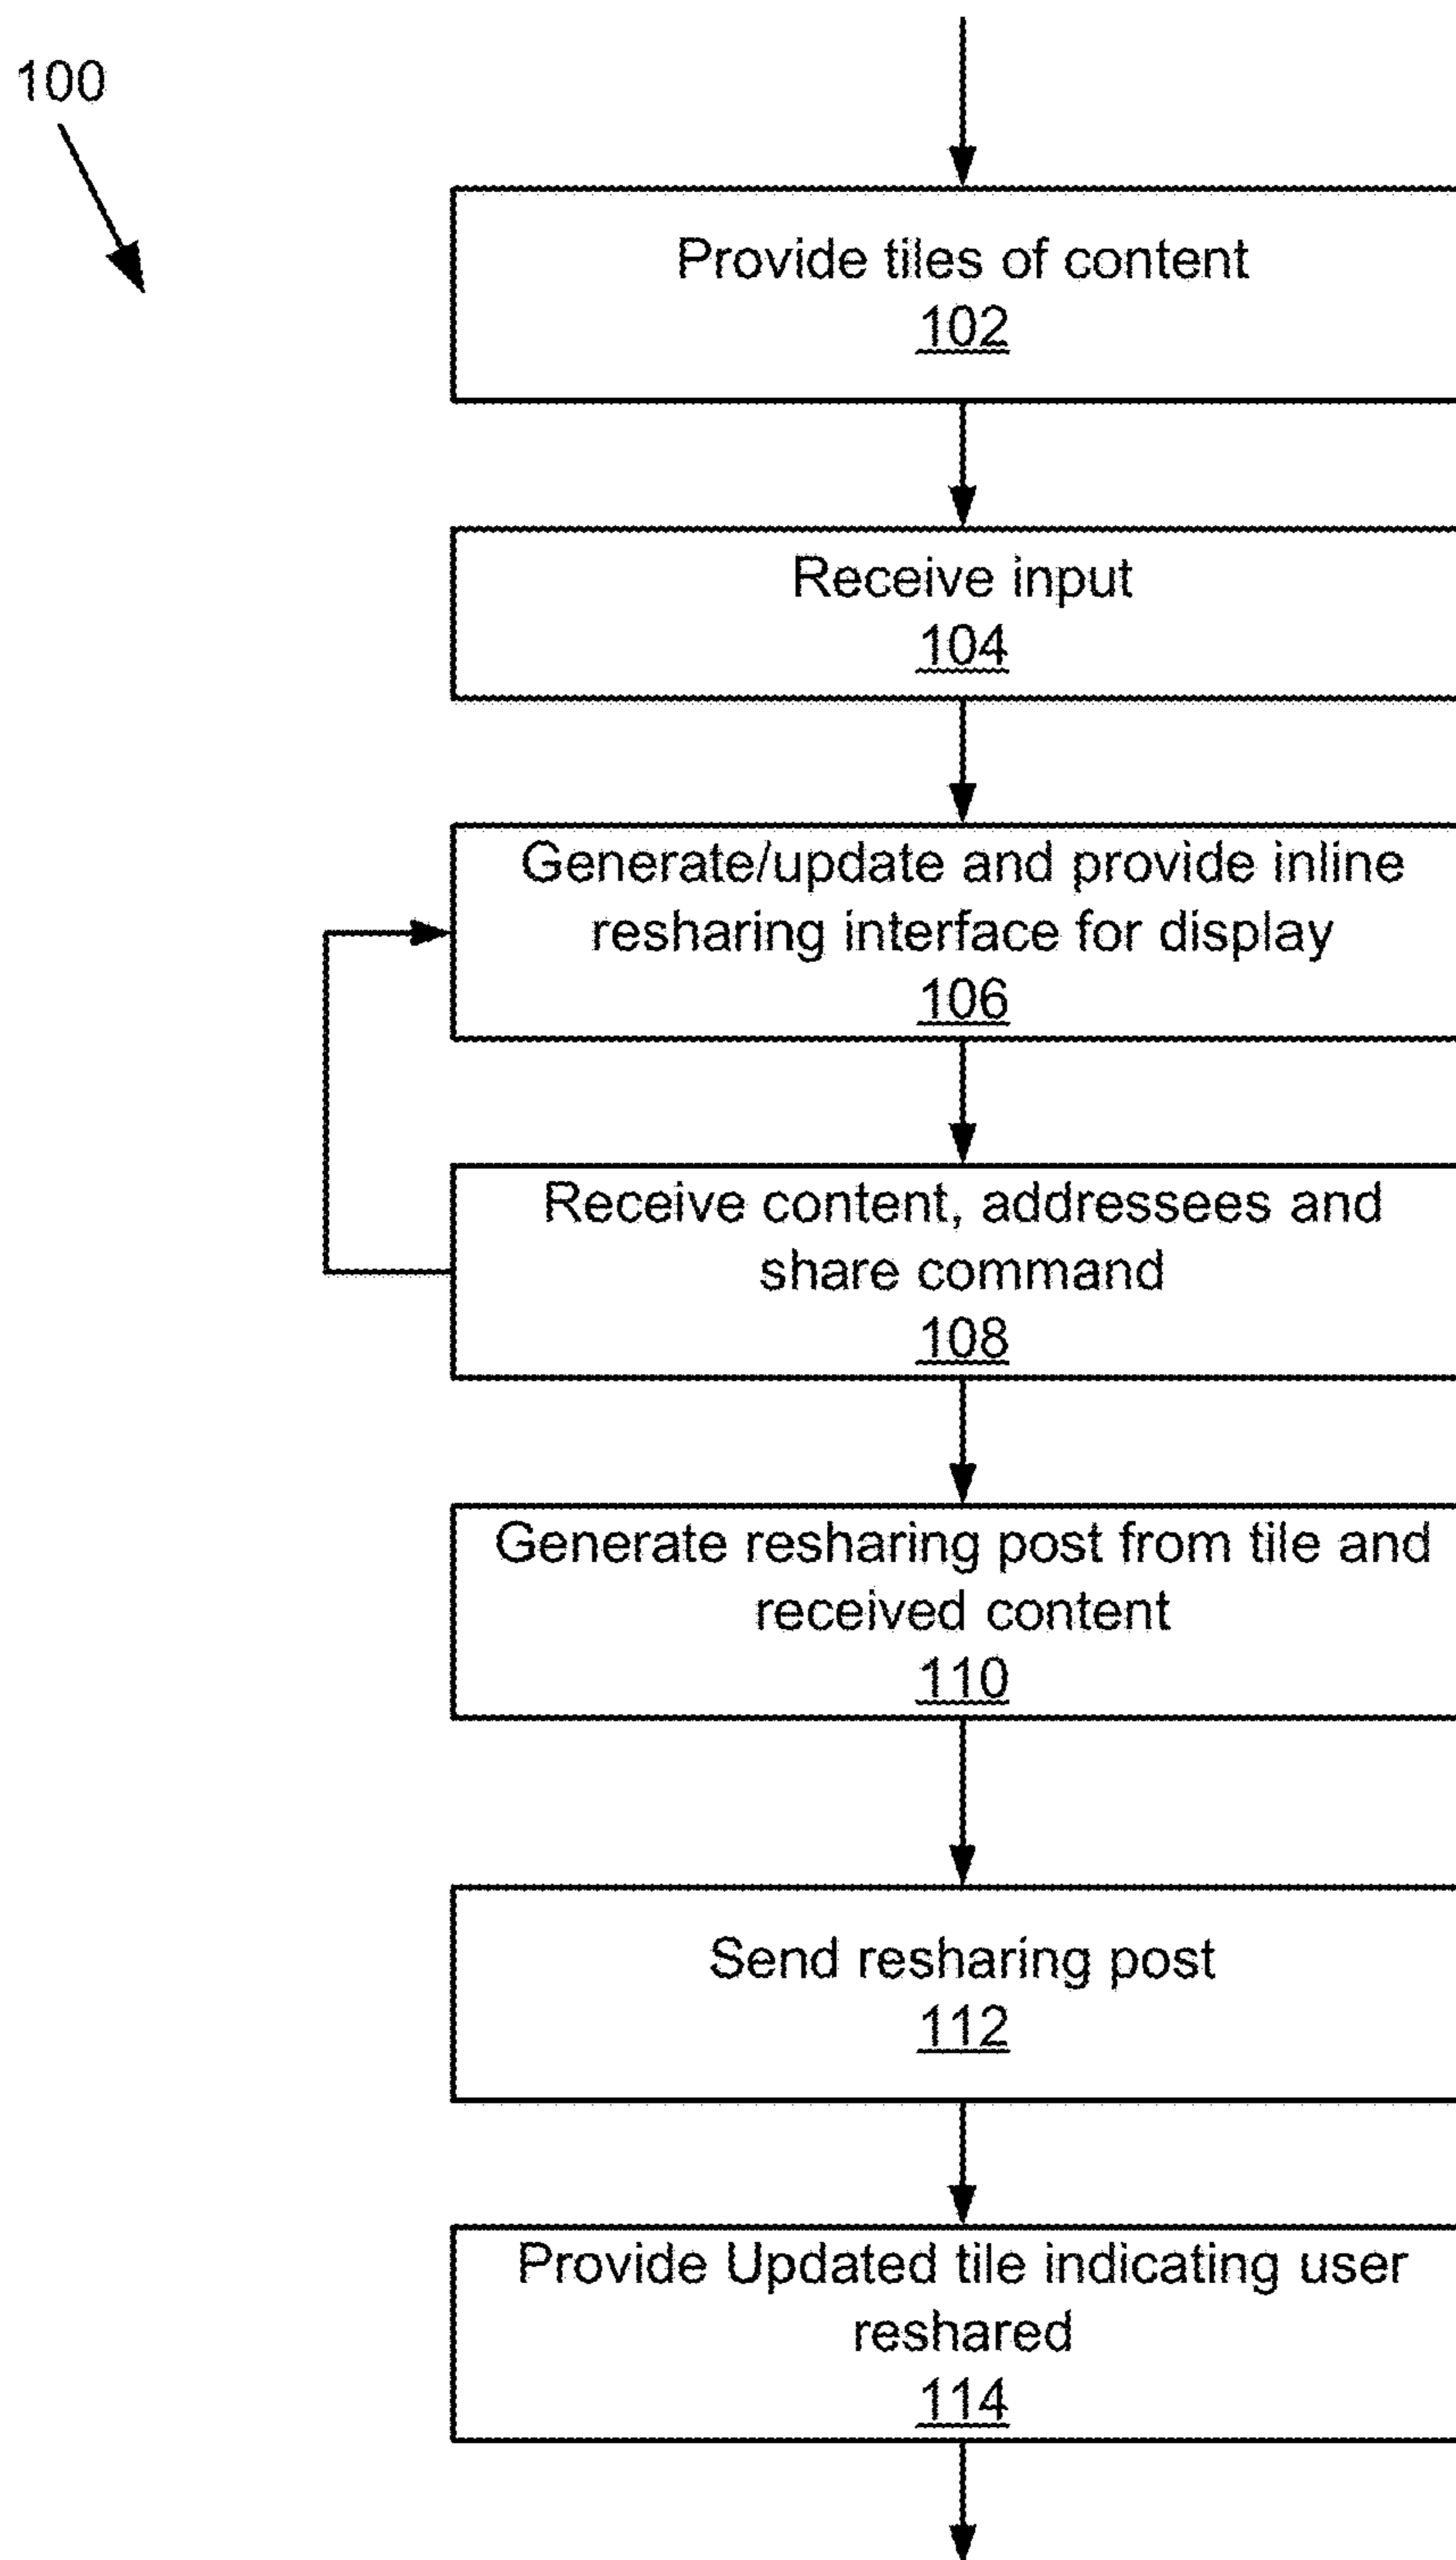 100
Provide tiles of content
102
Receive input
104
Generate/update and provide inline
resharing interface for display
106
Receive content, addressees and
share command
108
Generate resharing post from tile and
received content
110
Send resharing post
112
Provide Updated tile indicating user
reshared
114